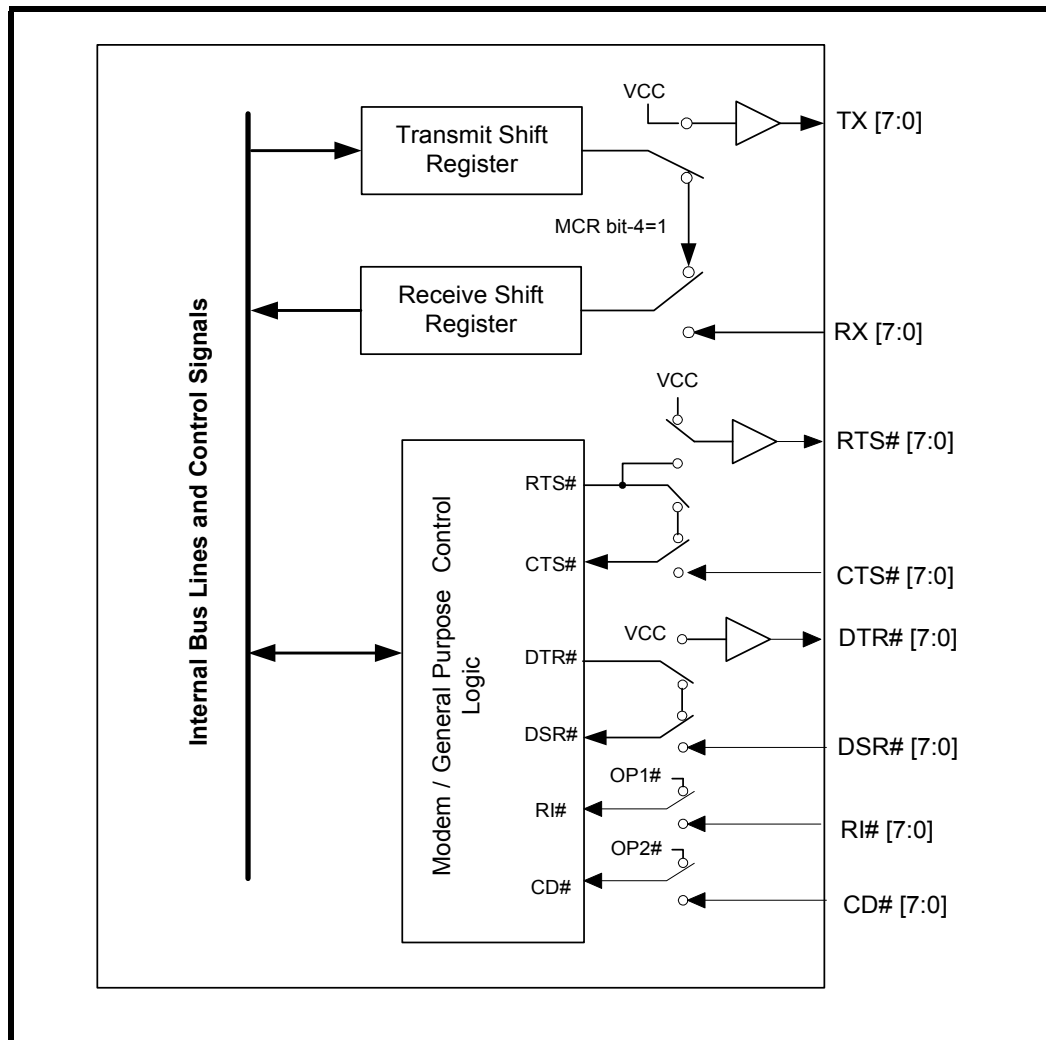 VCC
TX [7:0]
Transmit Shift
Register
MCR bit-4=1
Receive Shift
Register
RX [7:0]
Internal Bus Lines and Control Signals
VCC
RTS# [7:0]
RTS#
CTS#
CTS# [7:0]
Modem / General Purpose Control
Logic
VCC
DTR# [7:0]
DTR#
DSR#
DSR# [7:0]
OP1#
RI#
RI# [7:0]
OP2#
CD#
CD# [7:0]